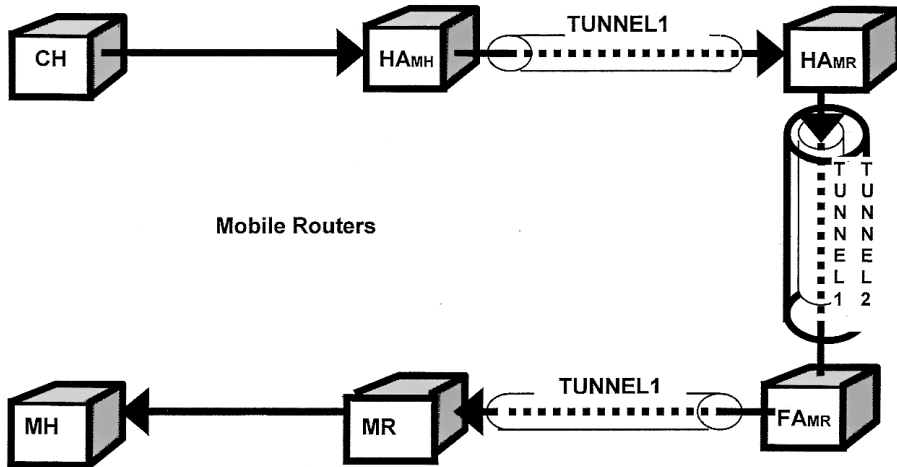 TUNNEL1
CH
HAMH
HAMR
TUNNEL1
TUNNEL2
Mobile Routers
TUNNEL1
MH
MR
FAMR